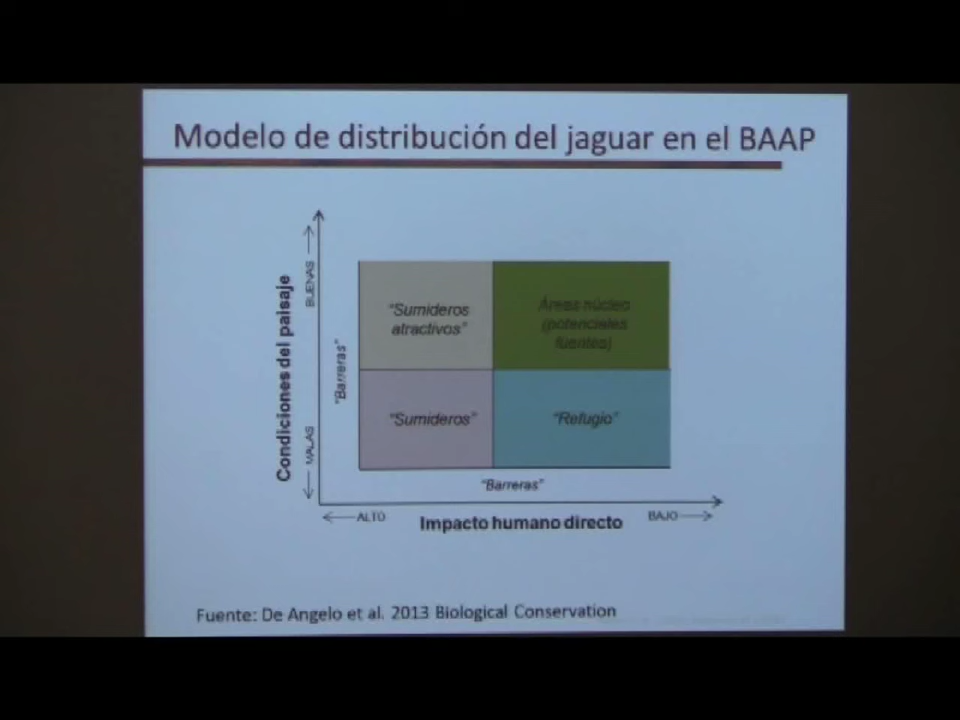 Modelo de distribución del jaguar en el BAAP
Condiciones del paisaje
BUENAS
MALAS
"Barreras"
"Sumideros
atractivos"
Áreas núcleo
(potenciales
fuentes)
"Sumideros"
"Refugio"
"Barreras"
ALTO
Impacto humano directo
BAJO
Fuente: De Angelo et al. 2013 Biological Conservation